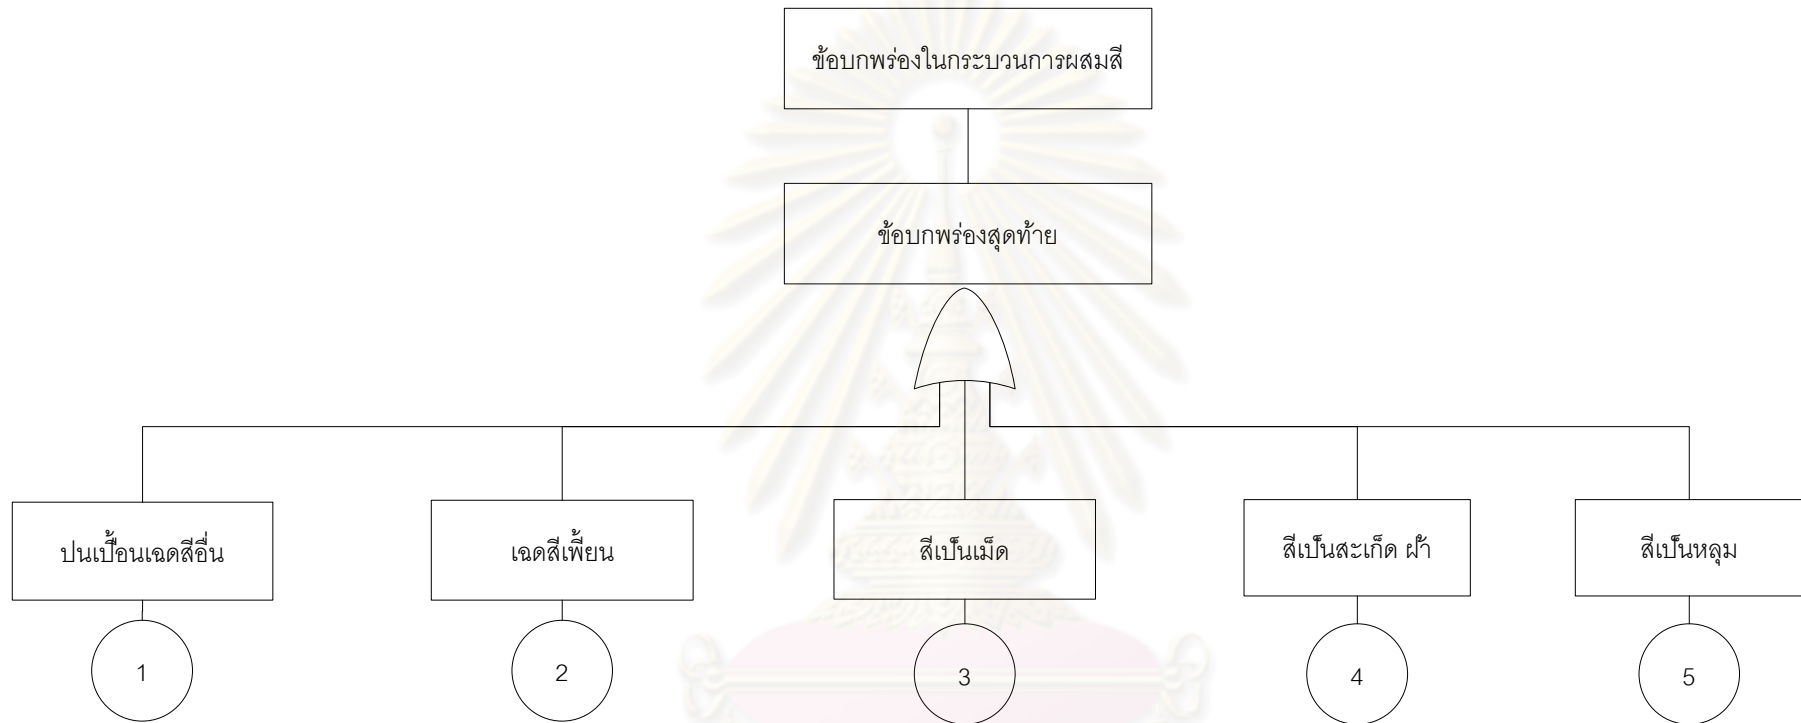 ข้อบกพร่องในกระบวนการผสมสี
ข้อบกพร่องสุดท้าย
ปนเปื้อนเฉดสีอื่น
เฉดสีเพี้ยน
สีเป็นเม็ด
สีเป็นสะเก็ด ฝ้า
สีเป็นหลุม
1
2
3
4
5